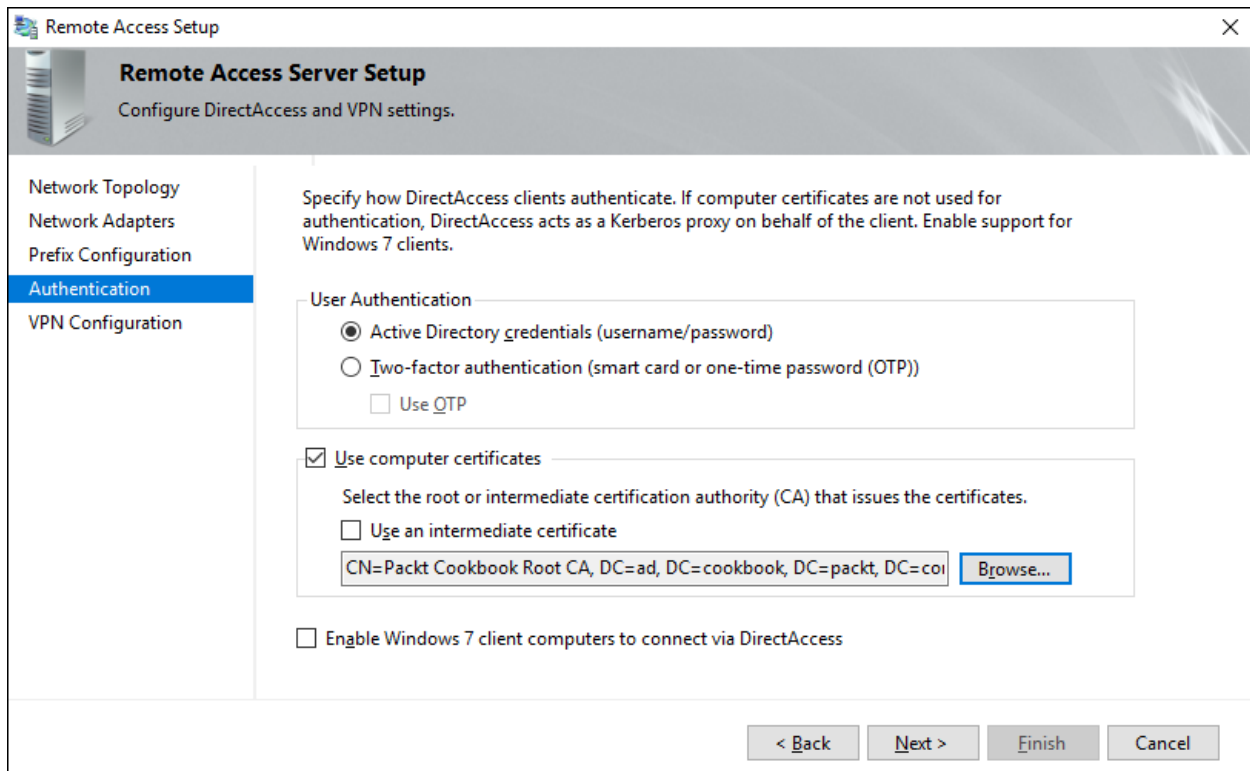 Remote Access Setup
Remote Access Server Setup
Configure DirectAccess and VPN settings.
Network Topology
Network Adapters
Prefix Configuration
Authentication
VPN Configuration
Specify how DirectAccess clients authenticate. If computer certificates are not used for
authentication, DirectAccess acts as a Kerberos proxy on behalf of the client. Enable support for
Windows 7 clients.
User Authentication
Active Directory credentials (username/password)
Two-factor authentication (smart card or one-time password (OTP))
Use OTP
Use computer certificates
Select the root or intermediate certification authority (CA) that issues the certificates.
Use an intermediate certificate
CN=Packt Cookbook Root CA, DC=ad, DC=cookbook, DC=packt,
Browse...
Enable Windows 7 client computers to connect via DirectAccess
< Back
Next >
Finish
Cancel